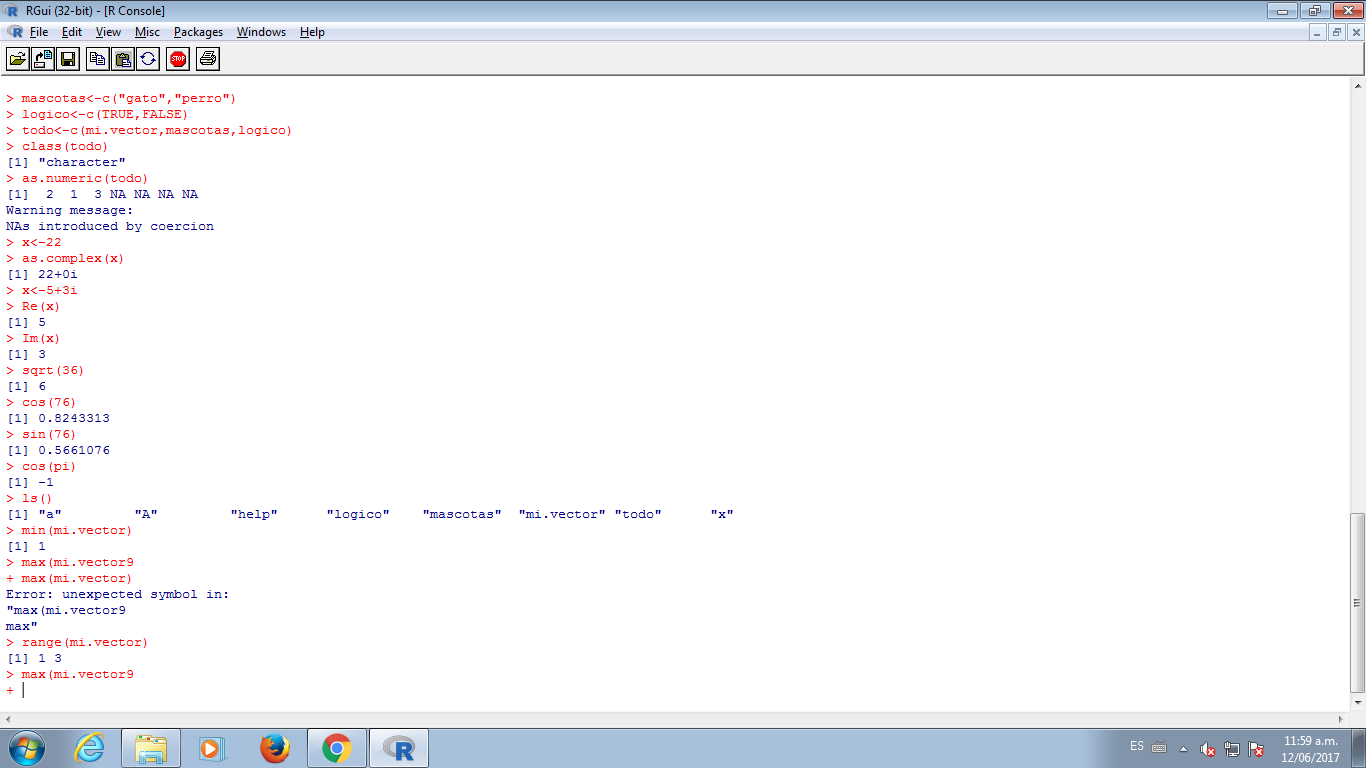 RGui (32-bit) - [R Console]
File Edit View Misc Packages Windows Help
STOP
> mascotas<-c("gato","perro")
> logico<-c(TRUE,FALSE)
> todo<-c(mi.vector,mascotas,logico)
> class(todo)
[1] "character"
> as.numeric(todo)
[1]  2  1  3 NA NA NA NA
Warning message:
NAs introduced by coercion
> x<-22
> as.complex(x)
[1] 22+0i
> x<-5+3i
> Re(x)
[1] 5
> Im(x)
[1] 3
> sqrt(36)
[1] 6
> cos(76)
[1] 0.8243313
> sin(76)
[1] 0.5661076
> cos(pi)
[1] -1
> ls()
[1] "a"         "A"         "help"      "logico"    "mascotas"  "mi.vector" "todo"      "x"
> min(mi.vector)
[1] 1
> max(mi.vector9
+ max(mi.vector)
Error: unexpected symbol in:
"max(mi.vector9
max"
> range(mi.vector)
[1] 1 3
> max(mi.vector9
+
ES
11:59 a.m.
12/06/2017